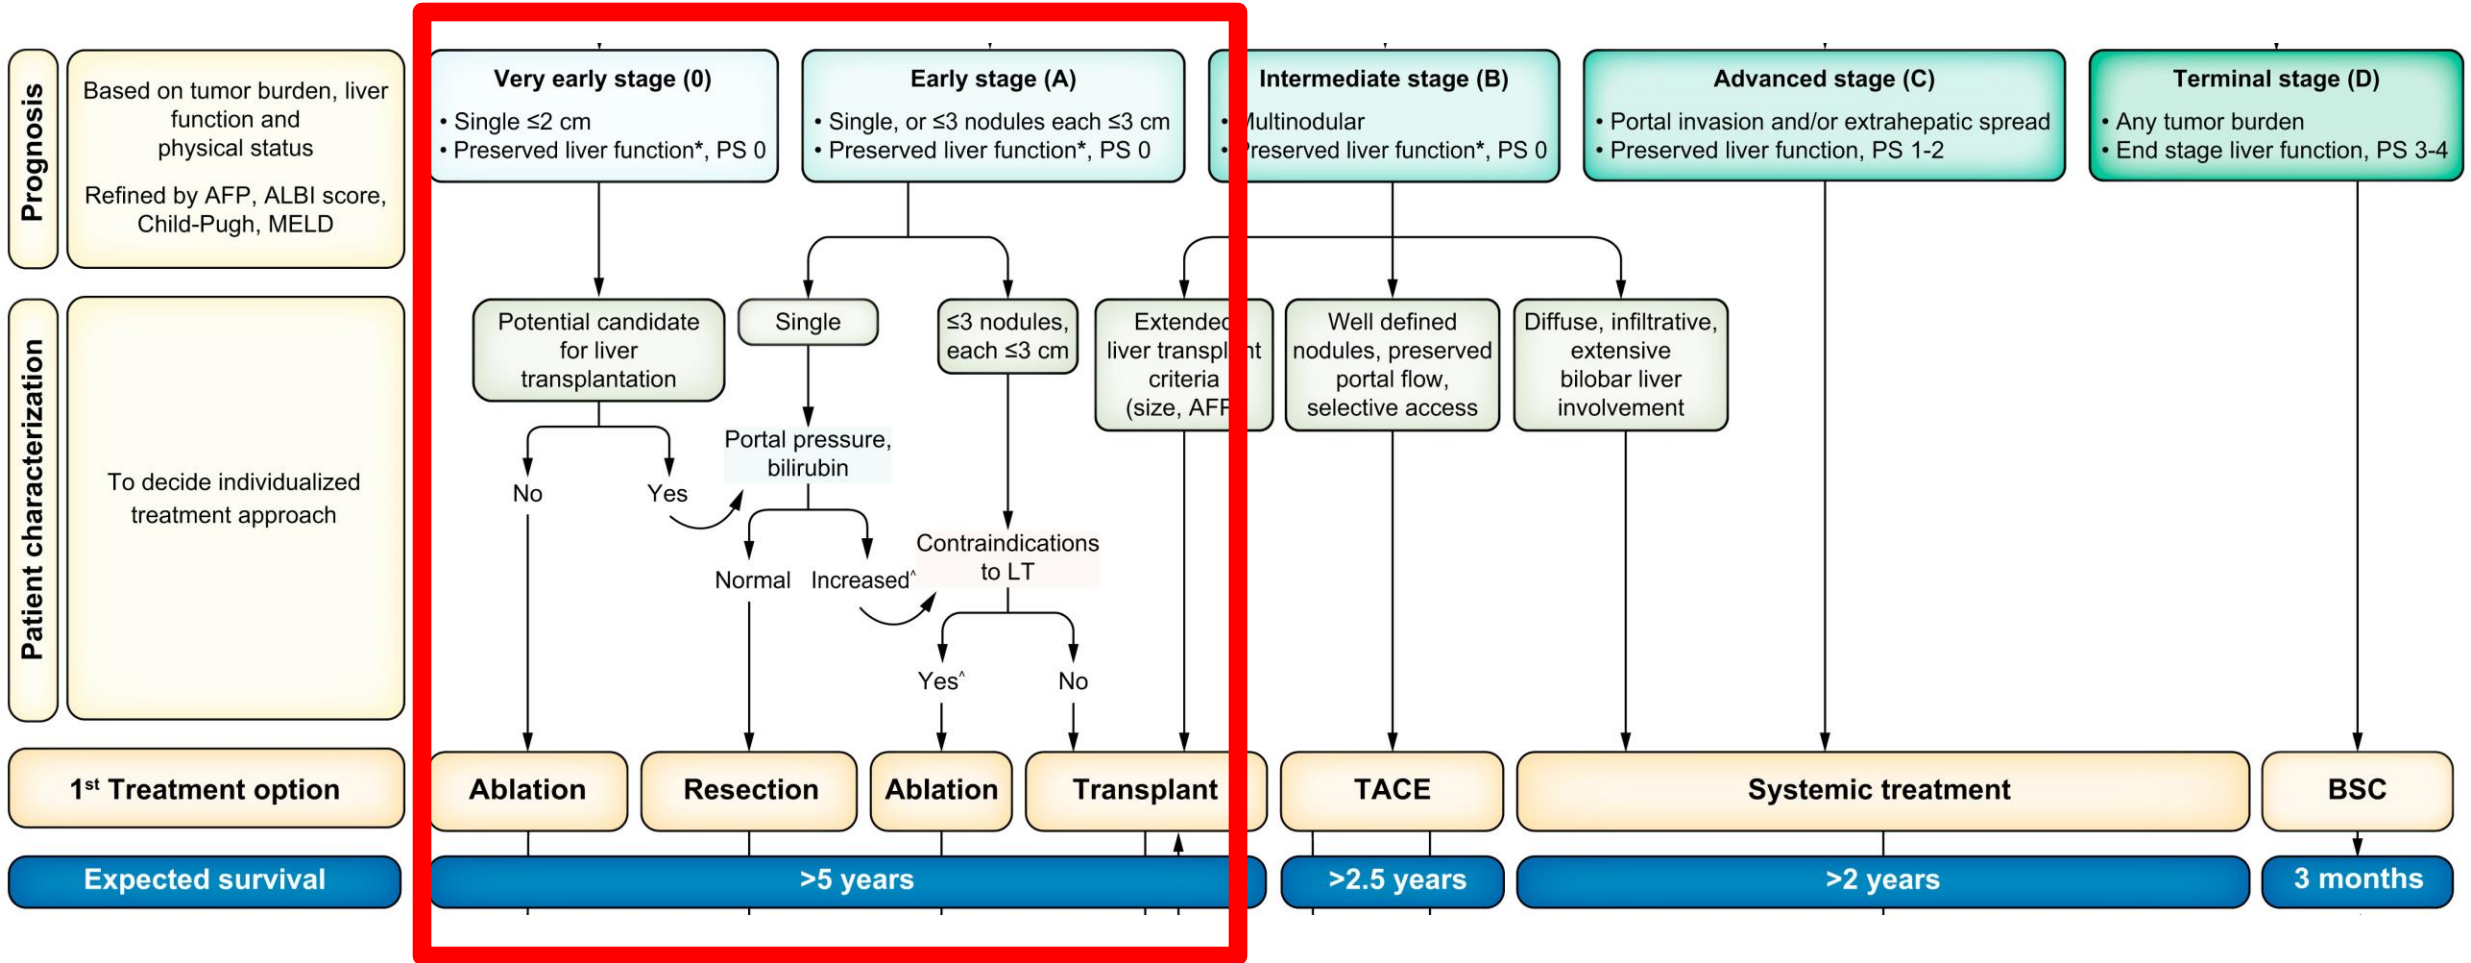 Prognosis
Based on tumor burden, liver
function and
physical status
Refined by AFP, ALBI score,
Child-Pugh, MELD
Very early stage (0)
• Single ≤2 cm
• Preserved liver function*, PS 0
Early stage (A)
• Single, or ≤3 nodules each ≤3 cm
• Preserved liver function*, PS 0
Intermediate stage (B)
• Multinodular
• Preserved liver function*, PS 0
Advanced stage (C)
• Portal invasion and/or extrahepatic spread
• Preserved liver function, PS 1-2
Terminal stage (D)
• Any tumor burden
• End stage liver function, PS 3-4
Patient characterization
To decide individualized
treatment approach
Potential candidate
for liver
transplantation
No
Yes
Single
Portal pressure,
bilirubin
Normal
Increased^
≤3 nodules,
each ≤3 cm
Contraindications
to LT
Yes^
No
Extended
liver transplant
criteria
(size, AFP
Well defined
nodules, preserved
portal flow,
selective access
Diffuse, infiltrative,
extensive
bilobar liver
involvement
1st Treatment option
Ablation
Resection
Ablation
Transplant
TACE
Systemic treatment
BSC
Expected survival
>5 years
>2.5 years
>2 years
3 months